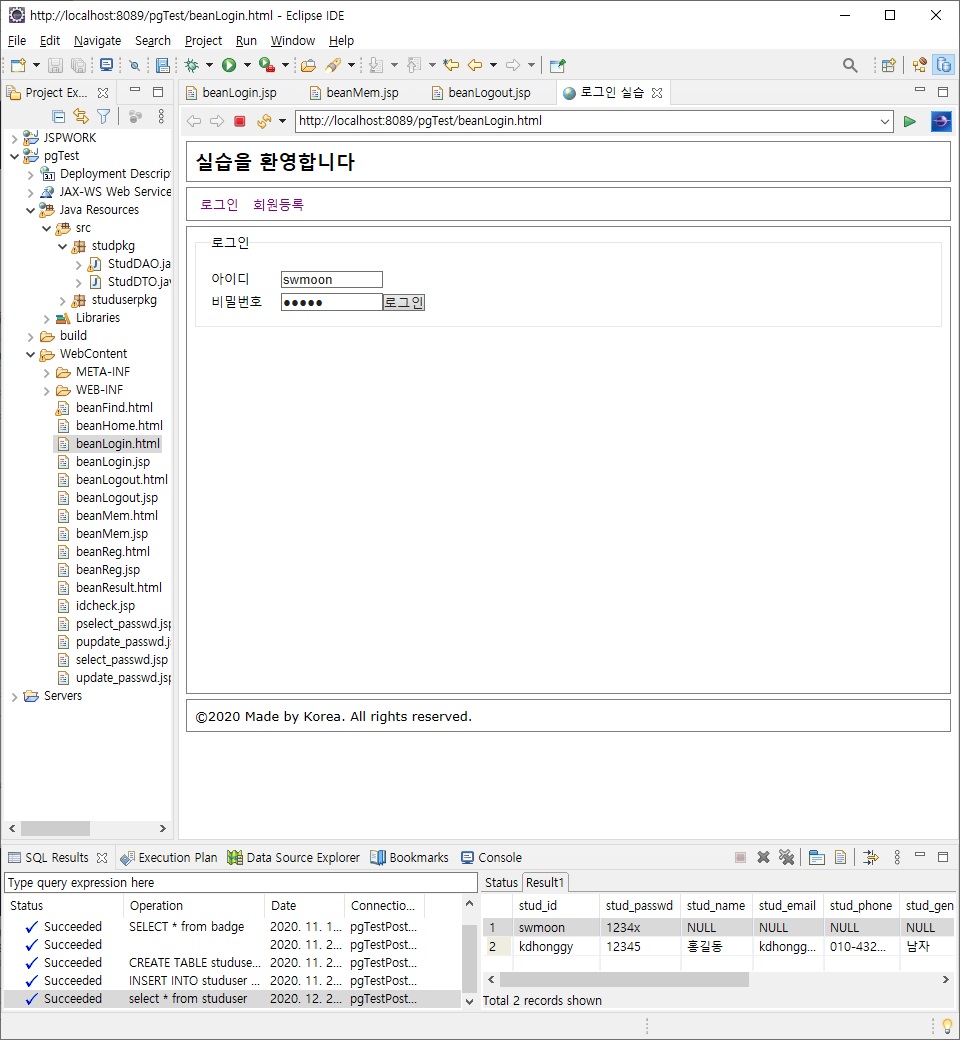 http://localhost:8089/pgTest/beanLogin.html - Eclipse IDE
File Edit Navigate Search Project Run Window Help
Project Ex...
beanLogin.jsp beanMem.jsp beanLogout.jsp 로그인 실습
http://localhost:8089/pgTest/beanLogin.html
JSPWORK
pgTest
Deployment Descrip
JAX-WS Web Service
Java Resources
src
studpkg
StudDAO.ja
StudDTO.jav
studuserpkg
Libraries
build
WebContent
META-INF
WEB-INF
beanFind.html
beanHome.html
beanLogin.html
beanLogin.jsp
beanLogout.html
beanLogout.jsp
beanMem.html
beanMem.jsp
beanReg.html
beanReg.jsp
beanResult.html
idcheck.jsp
pselect_passwd.jsp
pupdate_passwd.j
select_passwd.jsp
update_passwd.jsp
Servers
실습을 환영합니다
로그인 회원등록
로그인
아이디 swmoon
비밀번호 ●●●●● 로그인
©2020 Made by Korea. All rights reserved.
SQL Results Execution Plan Data Source Explorer Bookmarks Console
Type query expression here
Status Operation Date Connectio...
Succeeded SELECT * from badge 2020. 11. 1... pgTestPost...
Succeeded 2020. 11. 2... pgTestPost...
Succeeded CREATE TABLE studuse... 2020. 11. 2... pgTestPost...
Succeeded INSERT INTO studuser ... 2020. 11. 2... pgTestPost...
Succeeded select * from studuser 2020. 12. 2... pgTestPost...
Status Result1
stud_id stud_passwd stud_name stud_email stud_phone stud_gen
1 swmoon 1234x NULL NULL NULL NULL
2 kdhonggy 12345 홍길동 kdhongg... 010-432... 남자
Total 2 records shown